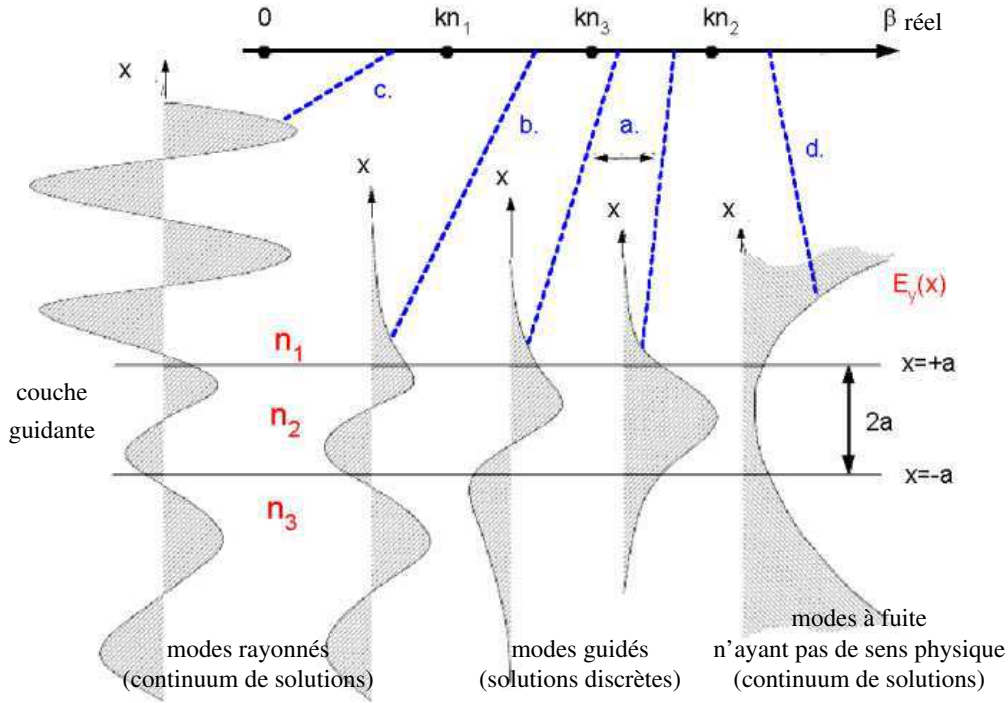 0 kn1 kn3 kn2 β réel
x
c.
b.
a.
d.
x
x
x
x
Ey(x)
n1
x=+a
couche
guidante
n2
2a
x=-a
n3
modes rayonnés
(continuum de solutions)
modes guidés
(solutions discrètes)
modes à fuite
n'ayant pas de sens physique
(continuum de solutions)